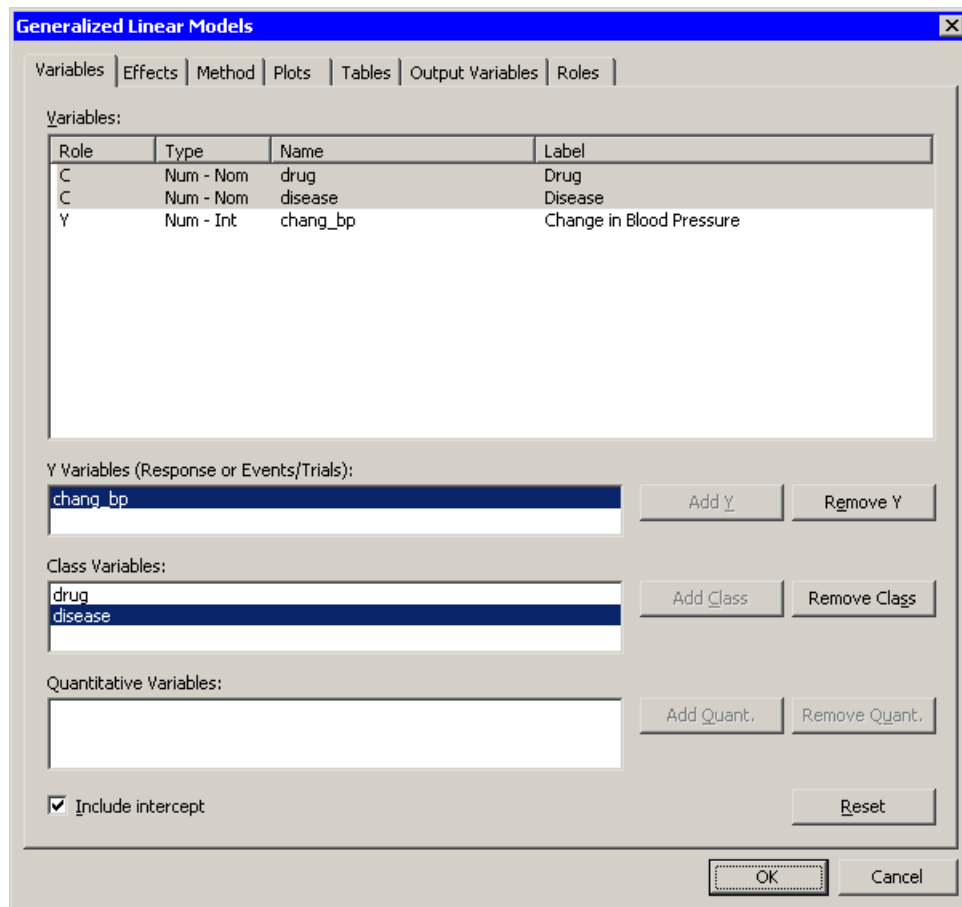 Generalized Linear Models
Variables Effects Method Plots Tables Output Variables Roles
Variables:
Role Type Name Label
C Num - Nom drug Drug
C Num - Nom disease Disease
Y Num - Int chang_bp Change in Blood Pressure
Y Variables (Response or Events/Trials):
chang_bp Add Y Remove Y
Class Variables:
drug Add Class Remove Class
disease
Quantitative Variables:
Add Quant. Remove Quant.
Include intercept Reset
OK Cancel